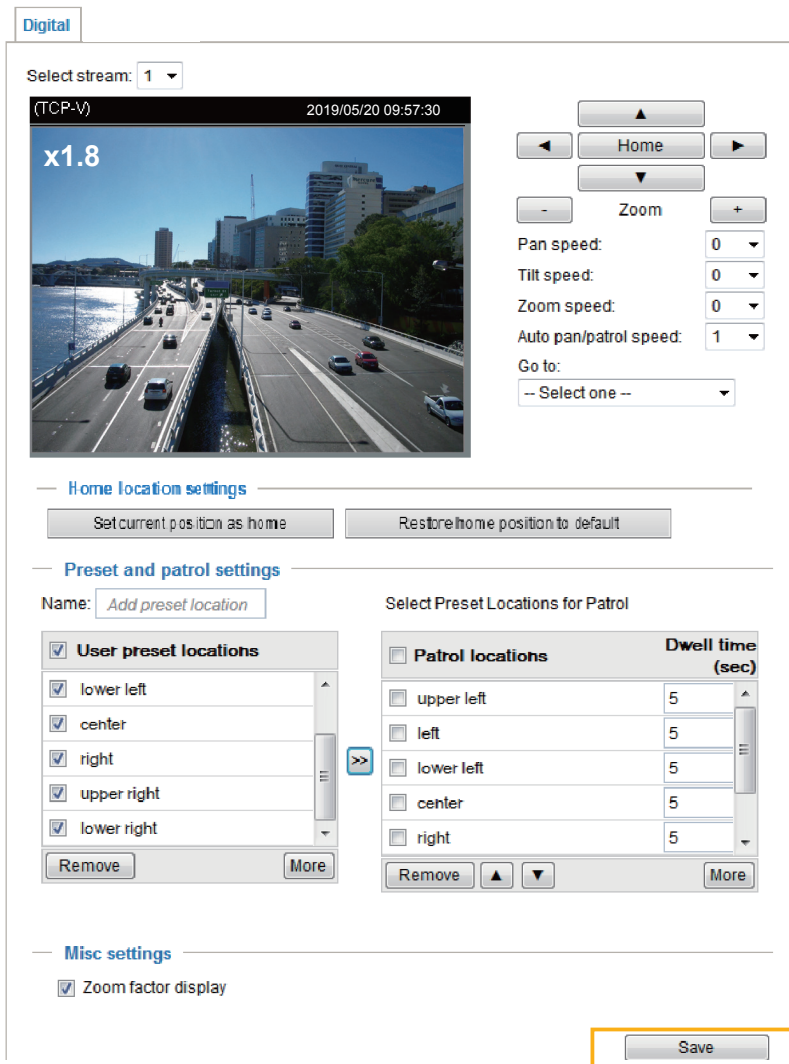 Digital
Select stream: 1
(TCP-V) 2019/05/20 09:57:30
x1.8
Home
- Zoom +
Pan speed: 0
Tilt speed: 0
Zoom speed: 0
Auto pan/patrol speed: 1
Go to:
-- Select one --
Home location settings
Set current position as home Restore home position to default
Preset and patrol settings
Name: Add preset location Select Preset Locations for Patrol
User preset locations
lower left
center
right
upper right
lower right
Remove More
>>
Patrol locations Dwell time (sec)
upper left 5
left 5
lower left 5
center 5
right 5
Remove More
Misc settings
Zoom factor display
Save